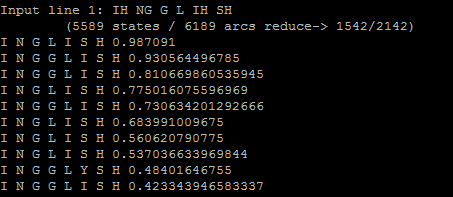 Input line 1: IH NG G L IH SH
(5589 states / 6189 arcs reduce-> 1542/2142)
I N G L I S H 0.987091
I N G G L I S H 0.930564496785
I N G L I S H 0.810669860535945
I N G L I S H 0.775016075596969
I N G L I S H 0.730634201292666
I N G L I S H 0.683991009675
I N G L I S H 0.560620790775
I N G L I S H 0.537036633969844
I N G G L Y S H 0.48401646755
I N G G L I S H 0.423343946583337